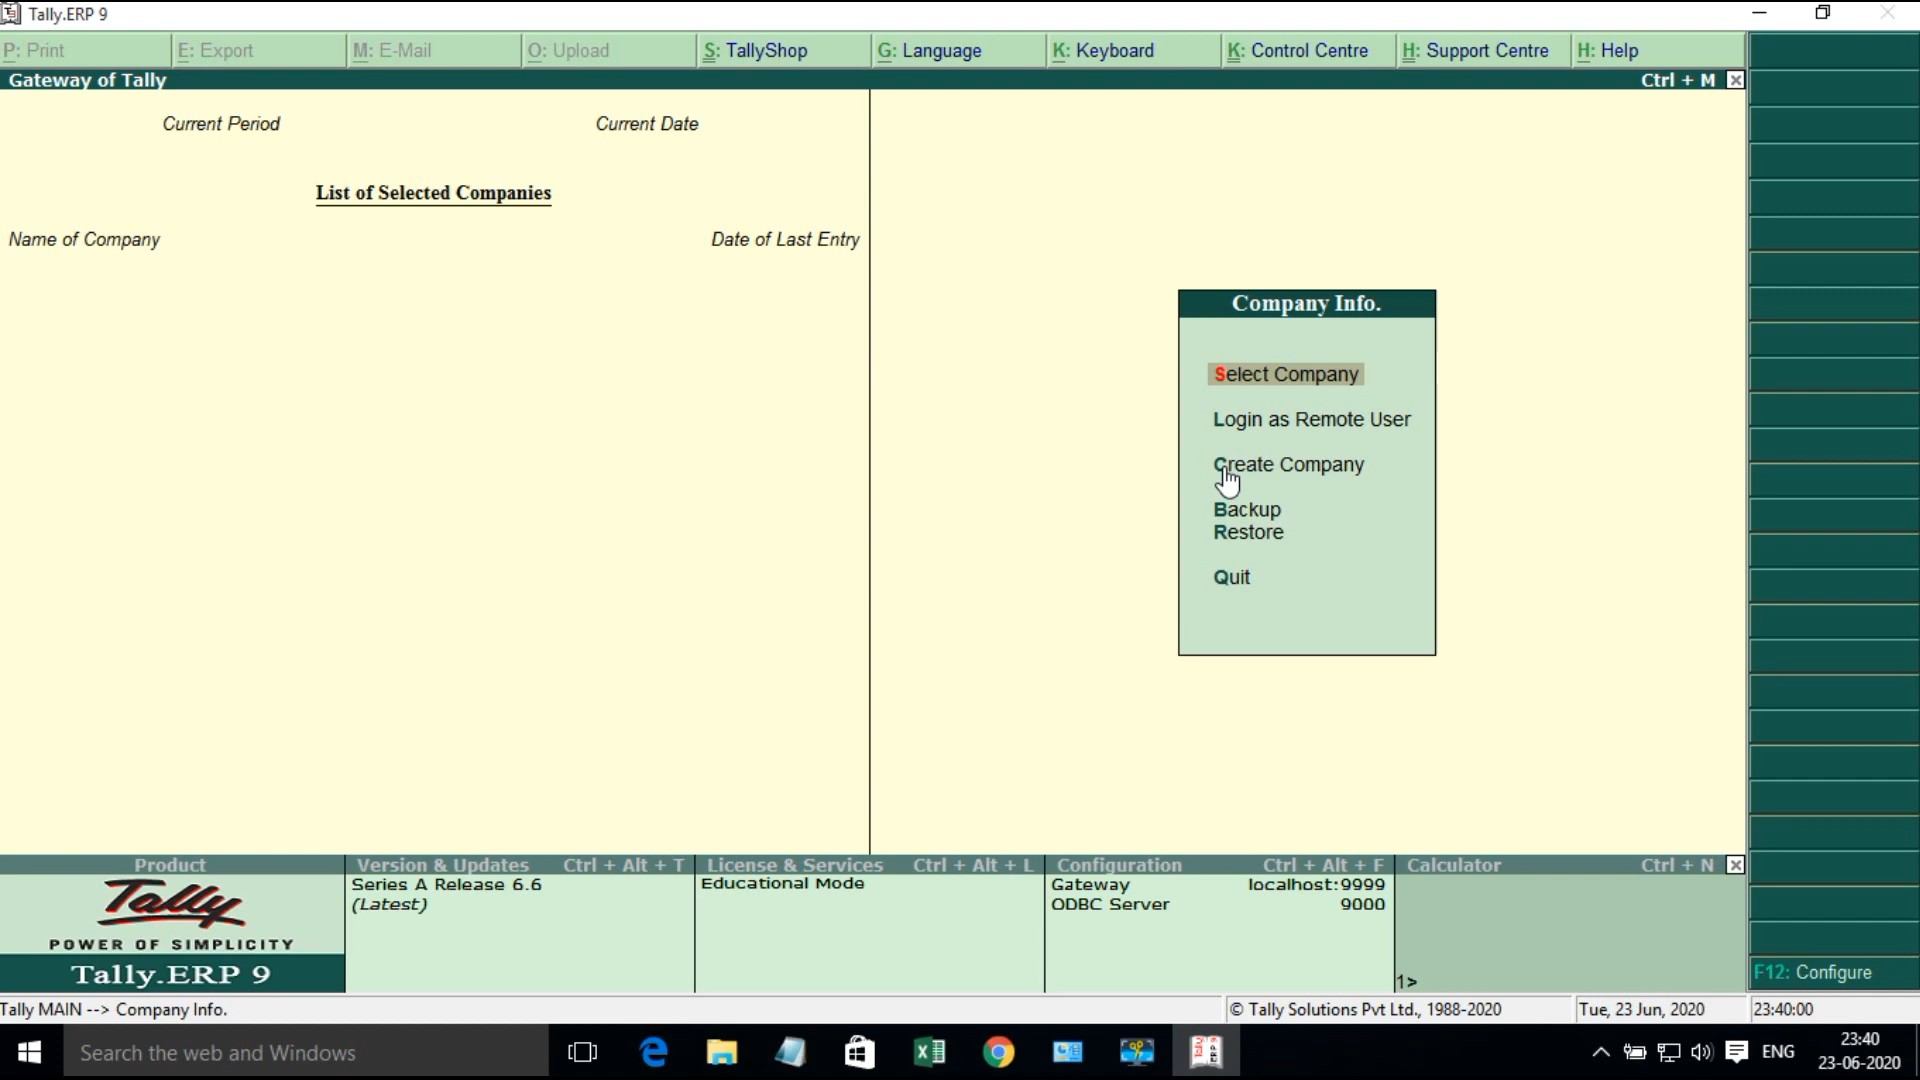 Tally.ERP 9
P: Print E: Export M: E-Mail O: Upload S: TallyShop G: Language K: Keyboard K: Control Centre H: Support Centre H: Help
Gateway of Tally Ctrl + M
Current Period Current Date
List of Selected Companies
Name of Company Date of Last Entry
Company Info.
Select Company
Login as Remote User
Create Company
Backup
Restore
Quit
Product Version & Updates Ctrl + Alt + T License & Services Ctrl + Alt + L Configuration Ctrl + Alt + F Calculator Ctrl + N
Tally
POWER OF SIMPLICITY
Tally.ERP 9
Series A Release 6.6
(Latest)
Educational Mode
Gateway localhost:9999
ODBC Server 9000
1>
F12: Configure
Tally MAIN --> Company Info. © Tally Solutions Pvt Ltd., 1988-2020 Tue, 23 Jun, 2020 23:40:00
Search the web and Windows
Tally ERP 9
ENG
23:40
23-06-2020